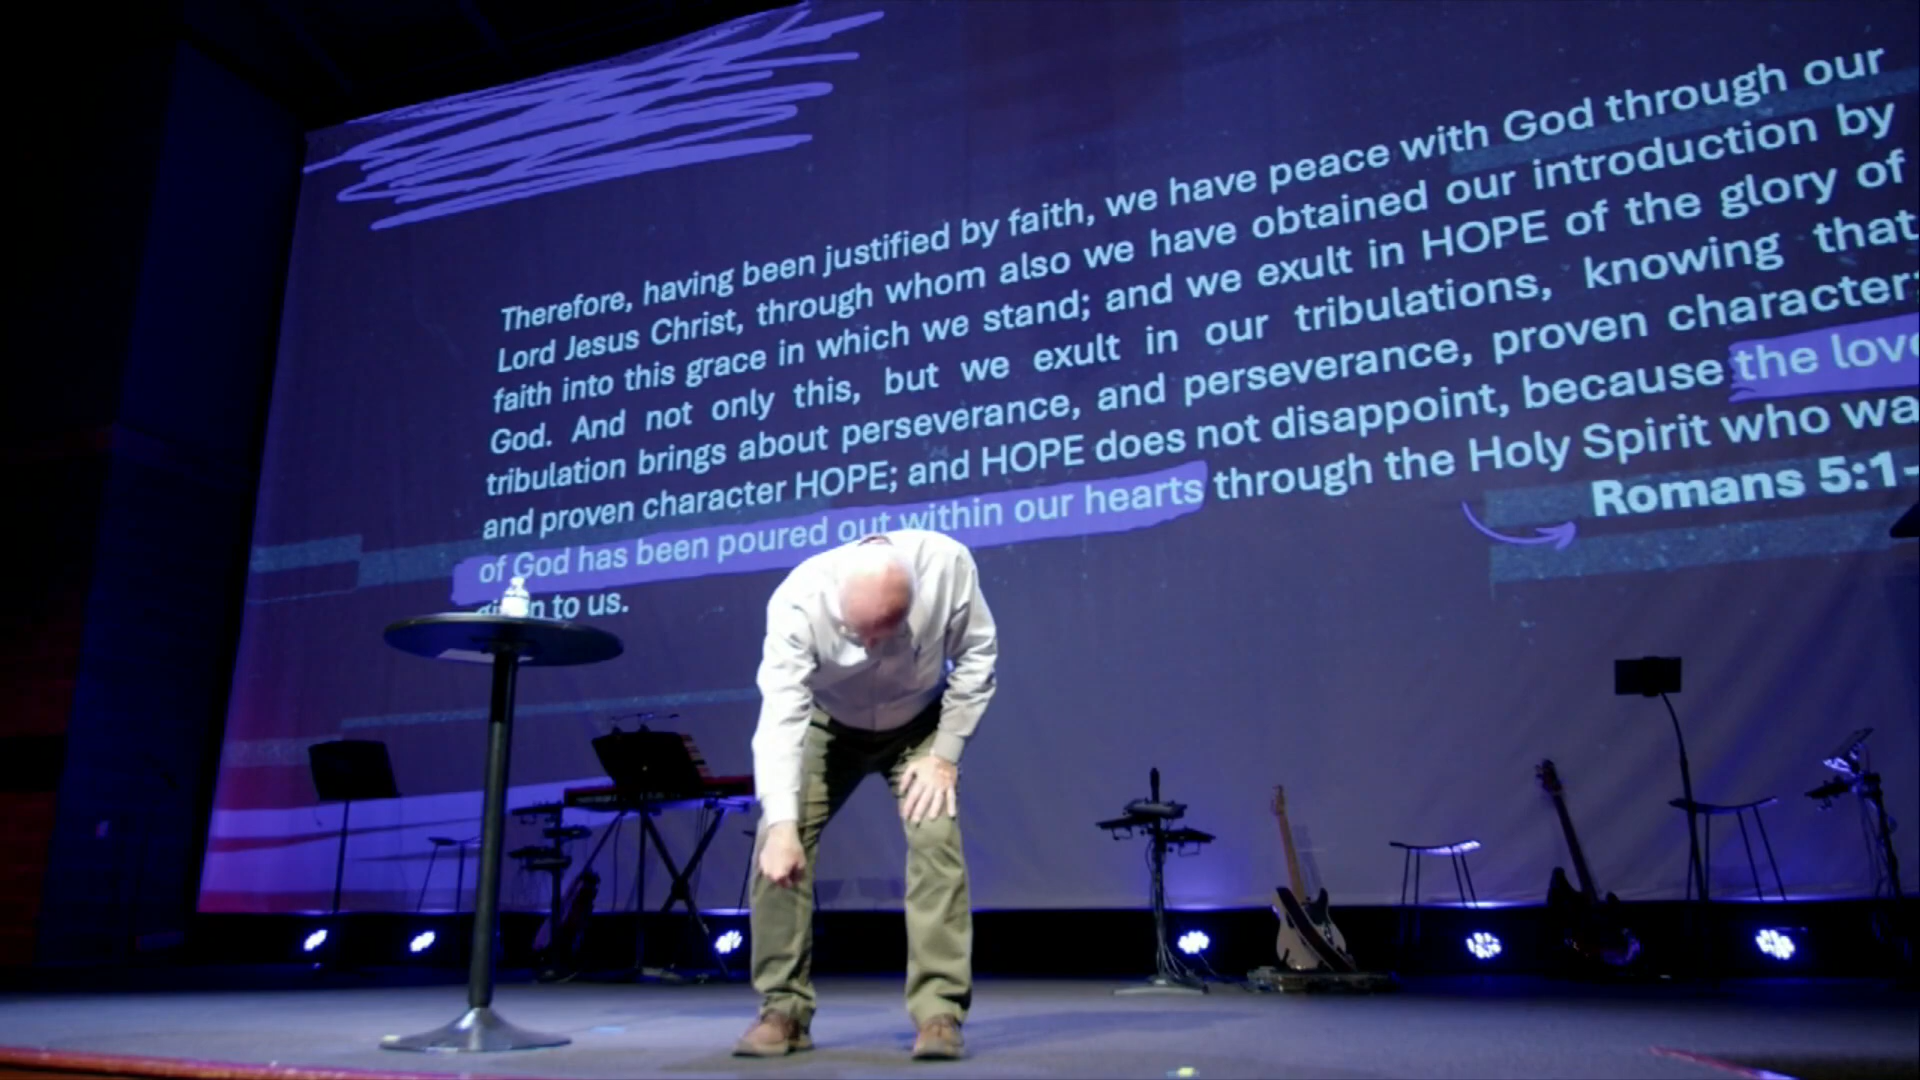 Therefore, having been justified by faith, we have peace with God through our
Lord Jesus Christ, through whom also we have obtained our introduction by
faith into this grace in which we stand; and we exult in HOPE of the glory of
God. And not only this, but we exult in our tribulations, knowing that
tribulation brings about perseverance, and perseverance, proven character;
and proven character HOPE; and HOPE does not disappoint, because the love
of God has been poured out within our hearts through the Holy Spirit who
to us.
Romans 5:1-